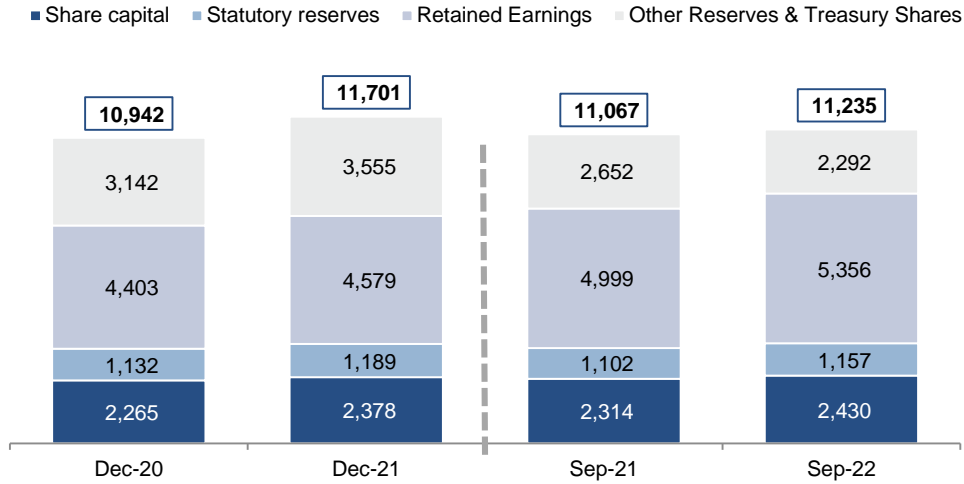 Share capital Statutory reserves Retained Earnings Other Reserves & Treasury Shares
10,942 11,701 11,067 11,235
3,142 3,555 2,652 2,292
4,403 4,579 4,999 5,356
1,132 1,189 1,102 1,157
2,265 2,378 2,314 2,430
Dec-20 Dec-21 Sep-21 Sep-22